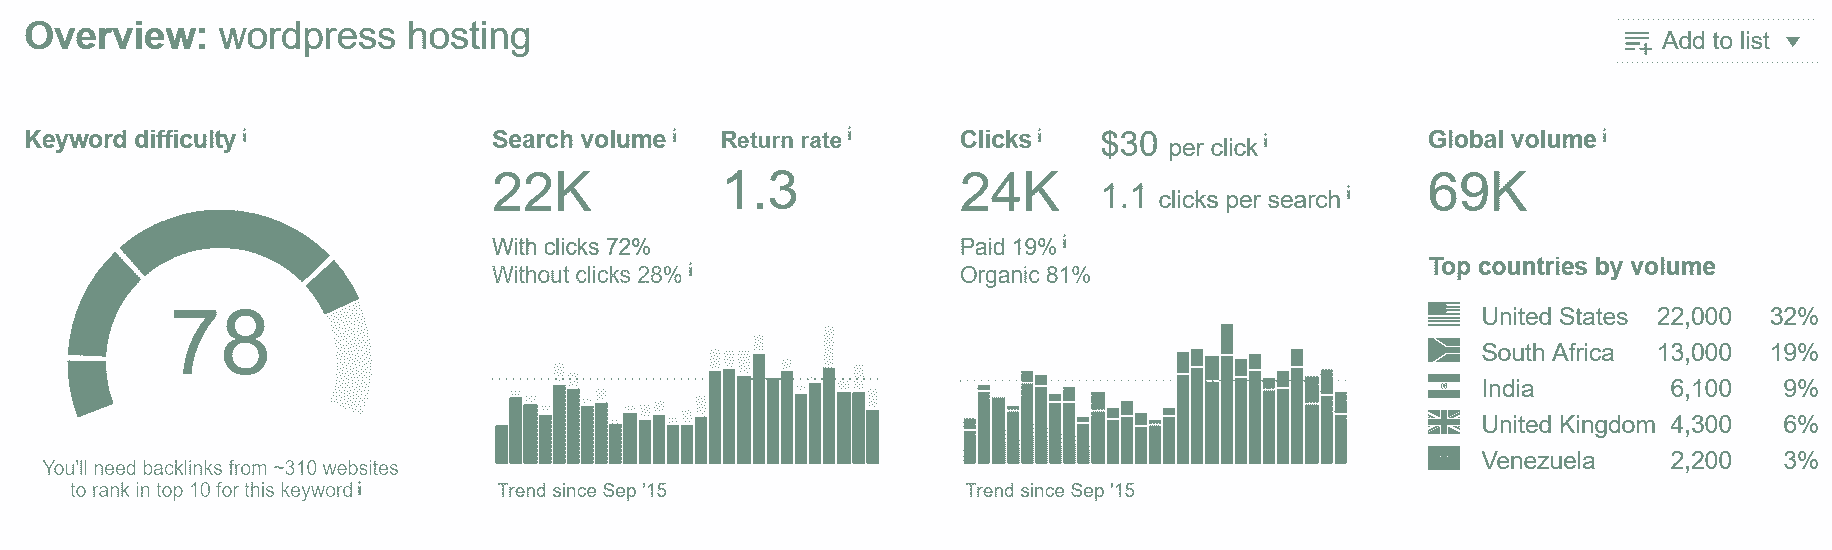 Overview: wordpress hosting
Add to list
Keyword difficulty i
78
You'll need backlinks from ~310 websites
to rank in top 10 for this keyword i
Search volume i
22K
With clicks 72%
Without clicks 28% i
Trend since Sep '15
Return rate i
1.3
Clicks i
24K
$30 per click i
1.1 clicks per search i
Paid 19% i
Organic 81%
Trend since Sep '15
Global volume i
69K
Top countries by volume
United States 22,000 32%
South Africa 13,000 19%
India 6,100 9%
United Kingdom 4,300 6%
Venezuela 2,200 3%